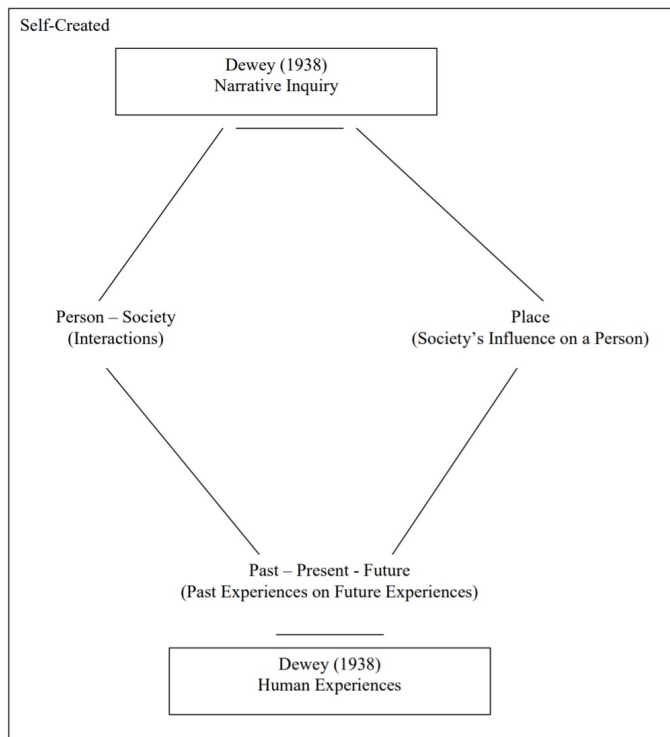 Self-Created
Dewey (1938)
Narrative Inquiry
Person – Society
(Interactions)
Place
(Society’s Influence on a Person)
Past – Present - Future
(Past Experiences on Future Experiences)
Dewey (1938)
Human Experiences